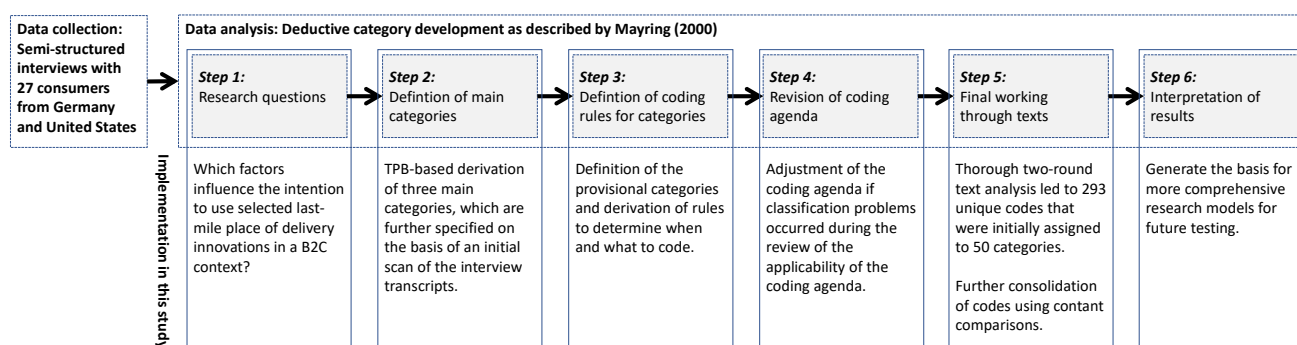 Data collection:
Semi-structured
interviews with
27 consumers
from Germany
and United States
Data analysis: Deductive category development as described by Mayring (2000)
Step 1:
Research questions
Step 2:
Defintion of main
categories
Step 3:
Defintion of coding
rules for categories
Step 4:
Revision of coding
agenda
Step 5:
Final working
through texts
Step 6:
Interpretation of
results
Implementation in this study
Which factors
influence the intention
to use selected last-
mile place of delivery
innovations in a B2C
context?
TPB-based derivation
of three main
categories, which are
further specified on
the basis of an initial
scan of the interview
transcripts.
Definition of the
provisional categories
and derivation of rules
to determine when
and what to code.
Adjustment of the
coding agenda if
classification problems
occurred during the
review of the
applicability of the
coding agenda.
Thorough two-round
text analysis led to 293
unique codes that
were initially assigned
to 50 categories.
Further consolidation
of codes using contant
comparisons.
Generate the basis for
more comprehensive
research models for
future testing.